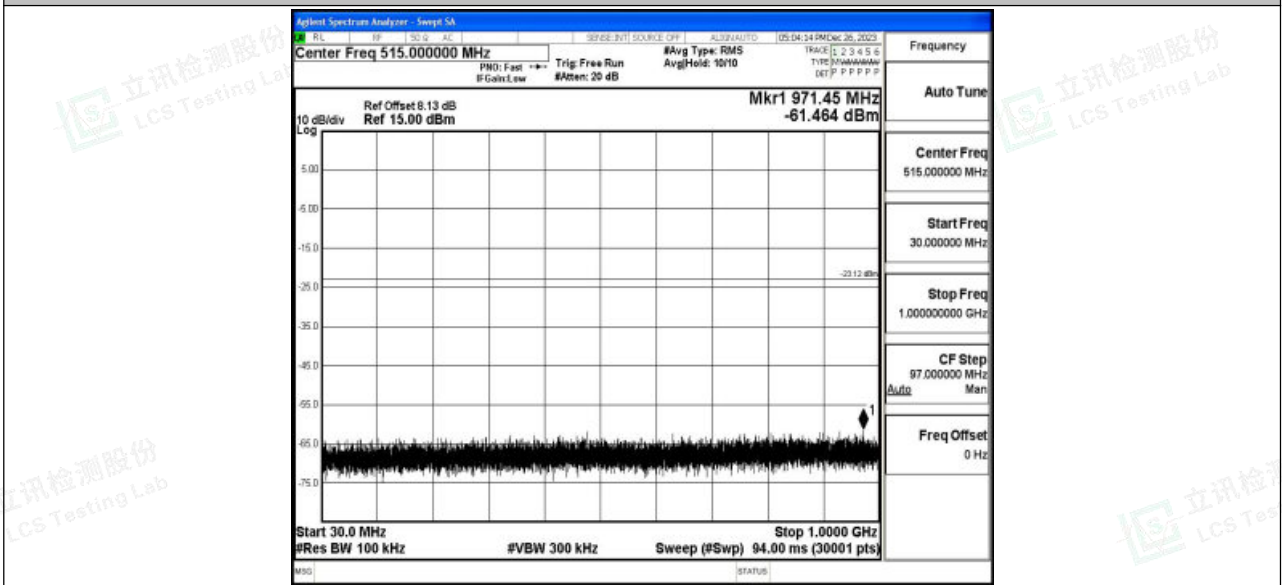 Agilent Spectrum Analyzer - Swept SA
RL RF 50 Ω AC SENSE:INT SOURCE OFF ALIGNAUTO 05:04:14 PM Dec 26, 2023
Center Freq 515.000000 MHz
PNO: Fast
IFGain:Low
Trig: Free Run
#Atten: 20 dB
#Avg Type: RMS
Avg|Hold: 10/10
TRACE 1 2 3 4 5 6
TYPE MWWWWW
DET P P P P P P
Ref Offset 8.13 dB
10 dB/div Ref 15.00 dBm
Log
Mkr1 971.45 MHz
-61.464 dBm
5.00
-5.00
-15.0
-23.12 dBm
-25.0
-35.0
-45.0
-55.0
1
-65.0
-75.0
Start 30.0 MHz Stop 1.0000 GHz
#Res BW 100 kHz #VBW 300 kHz Sweep (#Swp) 94.00 ms (30001 pts)
MSG STATUS
Frequency
Auto Tune
Center Freq
515.000000 MHz
Start Freq
30.000000 MHz
Stop Freq
1.000000000 GHz
CF Step
97.000000 MHz
Auto Man
Freq Offset
0 Hz
立讯检测股份
LCS Testing Lab
立讯检测股份
LCS Testing Lab
立讯检测股份
LCS Testing Lab
立讯检
LCS Tes